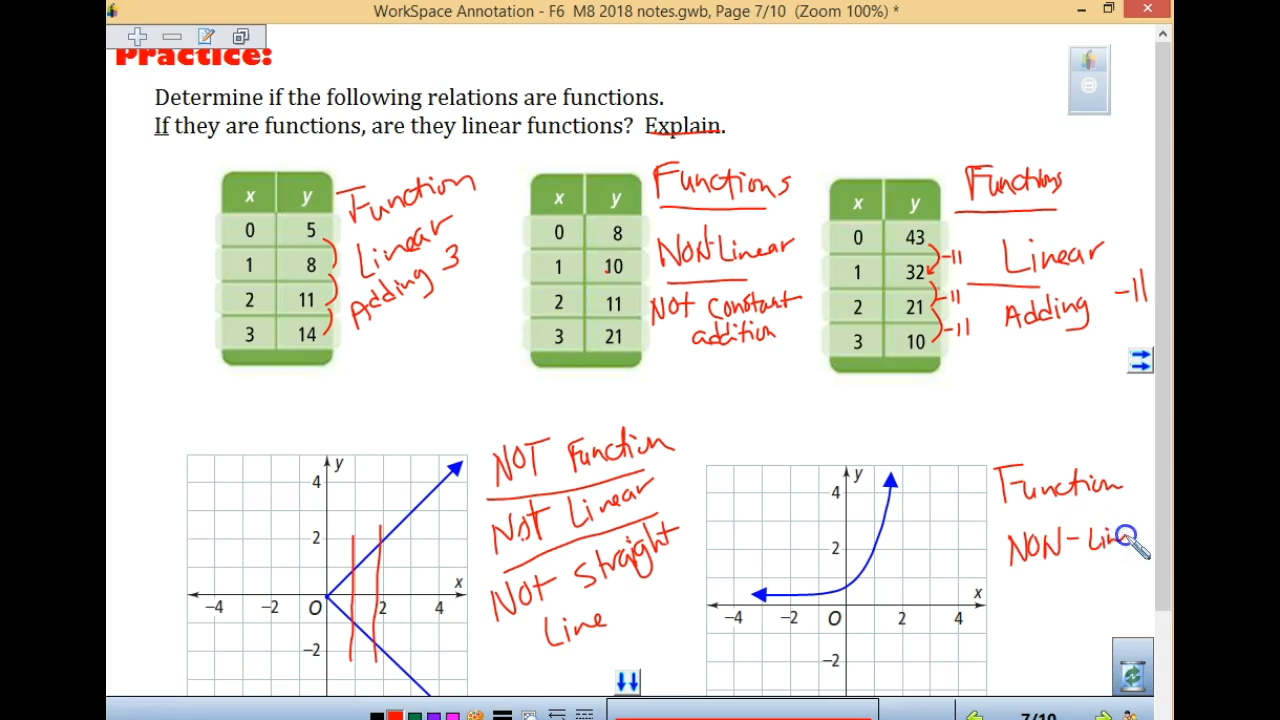 WorkSpace Annotation - F6 M8 2018 notes.gwb, Page 7/10 (Zoom 100%) *
Practice:
Determine if the following relations are functions.
If they are functions, are they linear functions? Explain.
x y
0 5
1 8
2 11
3 14
Function
Linear
Adding 3
x y
0 8
1 10
2 11
3 21
Functions
NON-Linear
NOT constant
addition
x y
0 43
1 32
2 21
3 10
-11
-11
-11
Functions
Linear
Adding -11
y
4
2
x
-4 -2 O 2 4
-2
NOT Function
Not Linear
Not straight
Line
y
4
2
x
-4 -2 O 2 4
-2
Function
NON-Lin
7/10